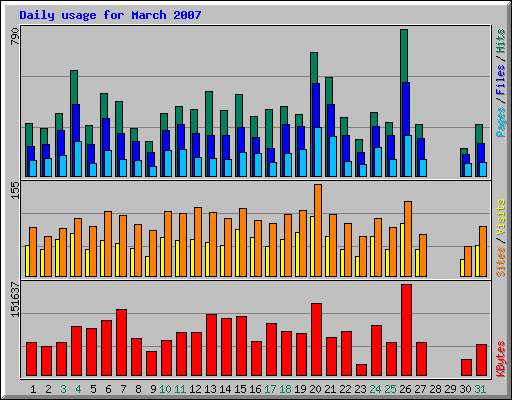 Daily usage for March 2007
790
Pages / Files / Hits
155
Sites / Visits
151637
KBytes
1 2 3 4 5 6 7 8 9 10 11 12 13 14 15 16 17 18 19 20 21 22 23 24 25 26 27 28 29 30 31